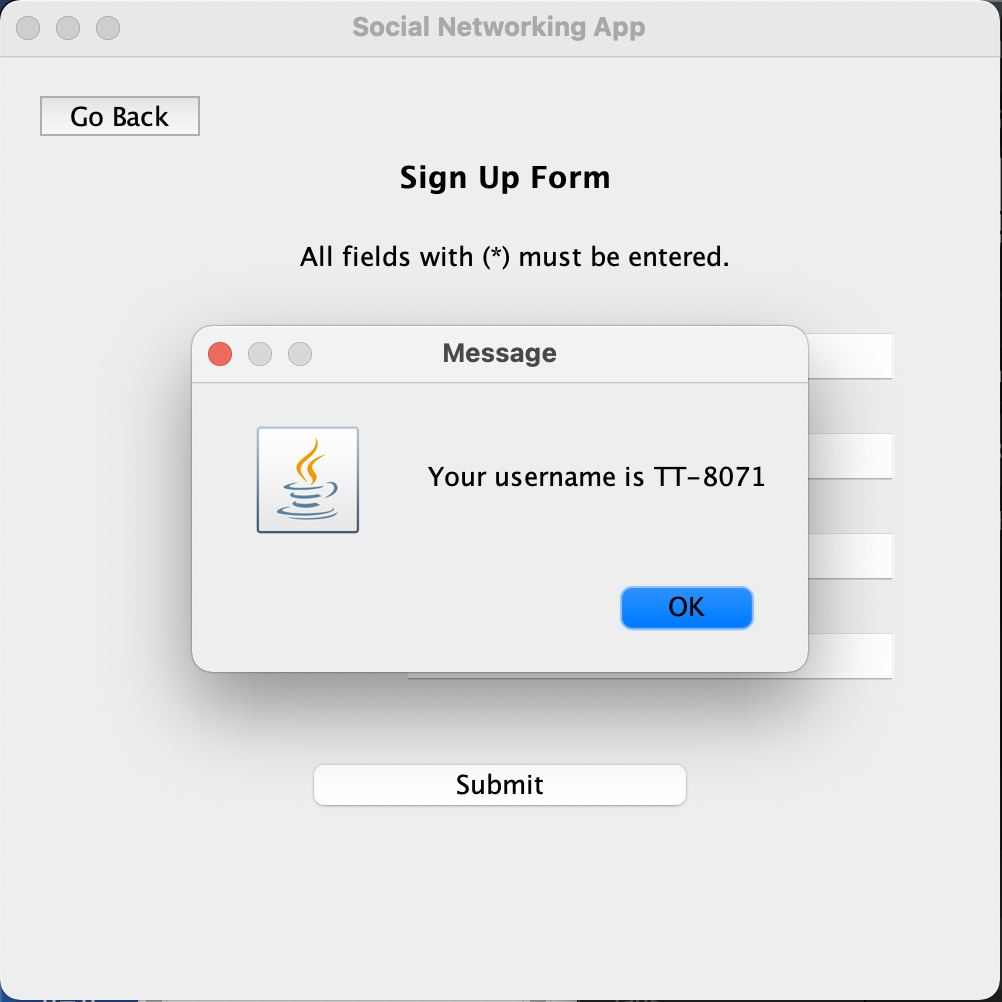 Social Networking App
Go Back
Sign Up Form
All fields with (*) must be entered.
Message
Your username is TT-8071
OK
Submit